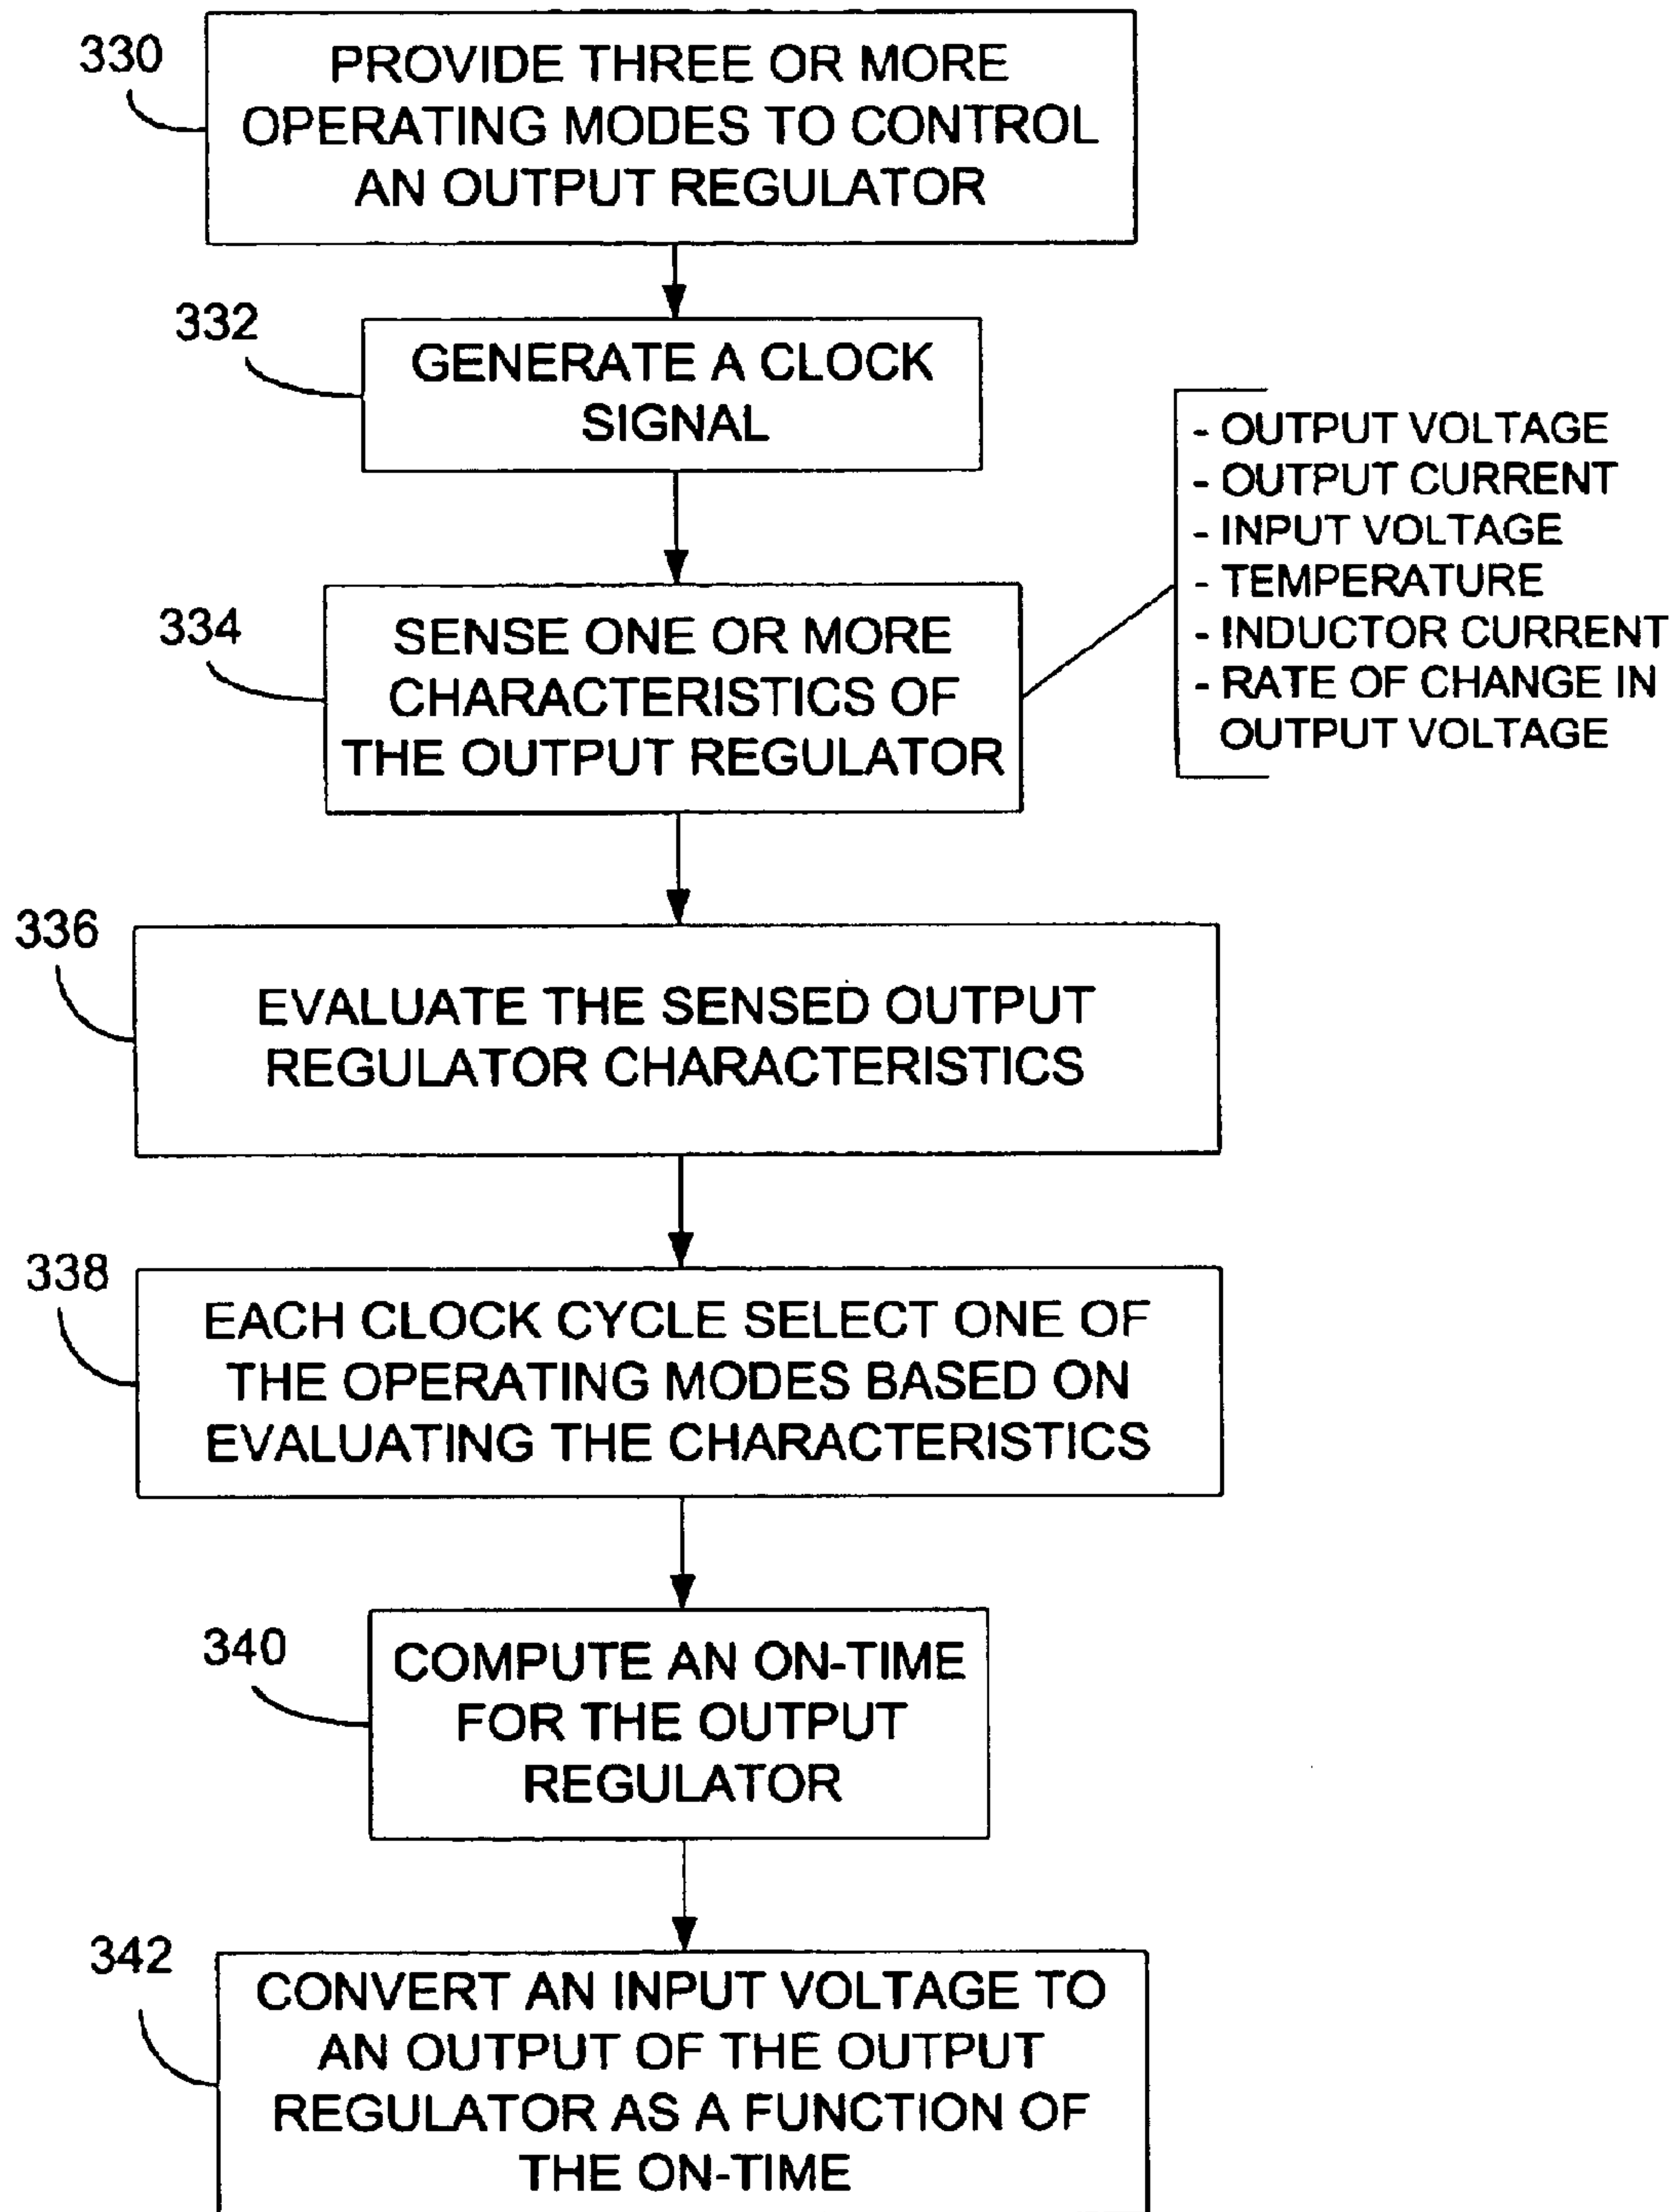 330
PROVIDE THREE OR MORE
OPERATING MODES TO CONTROL
AN OUTPUT REGULATOR
332
GENERATE A CLOCK
SIGNAL
334
SENSE ONE OR MORE
CHARACTERISTICS OF
THE OUTPUT REGULATOR
- OUTPUT VOLTAGE
- OUTPUT CURRENT
- INPUT VOLTAGE
- TEMPERATURE
- INDUCTOR CURRENT
- RATE OF CHANGE IN
OUTPUT VOLTAGE
336
EVALUATE THE SENSED OUTPUT
REGULATOR CHARACTERISTICS
338
EACH CLOCK CYCLE SELECT ONE OF
THE OPERATING MODES BASED ON
EVALUATING THE CHARACTERISTICS
340
COMPUTE AN ON-TIME
FOR THE OUTPUT
REGULATOR
342
CONVERT AN INPUT VOLTAGE TO
AN OUTPUT OF THE OUTPUT
REGULATOR AS A FUNCTION OF
THE ON-TIME